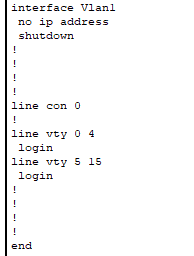 interface Vlan1
 no ip address
 shutdown
!
!
!
!
line con 0
!
line vty 0 4
 login
line vty 5 15
 login
!
!
!
!
end